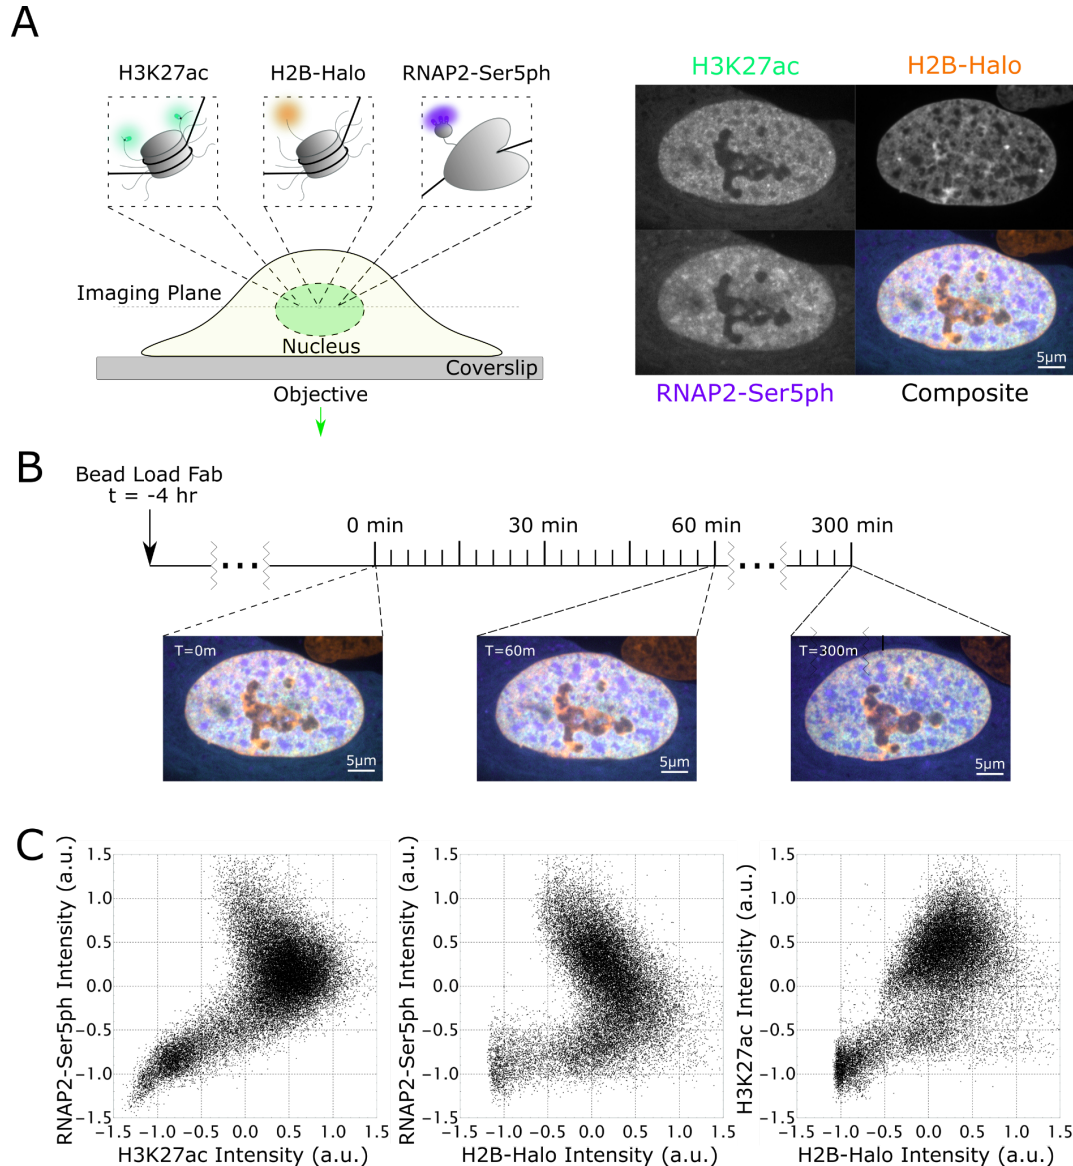 A
H3K27ac
H2B-Halo
RNAP2-Ser5ph
Imaging Plane
Nucleus
Coverslip
Objective
H3K27ac
H2B-Halo
5μm
RNAP2-Ser5ph
Composite
B
Bead Load Fab
t = -4 hr
0 min
30 min
60 min
300 min
T=0m
5μm
T=60m
5μm
T=300m
5μm
C
RNAP2-Ser5ph Intensity (a.u.)
1.5
1.0
0.5
0.0
−0.5
−1.0
−1.5
−1.5 −1.0 −0.5 0.0 0.5 1.0 1.5
H3K27ac Intensity (a.u.)
RNAP2-Ser5ph Intensity (a.u.)
1.5
1.0
0.5
0.0
−0.5
−1.0
−1.5
−1.5 −1.0 −0.5 0.0 0.5 1.0 1.5
H2B-Halo Intensity (a.u.)
H3K27ac Intensity (a.u.)
1.5
1.0
0.5
0.0
−0.5
−1.0
−1.5
−1.5 −1.0 −0.5 0.0 0.5 1.0 1.5
H2B-Halo Intensity (a.u.)